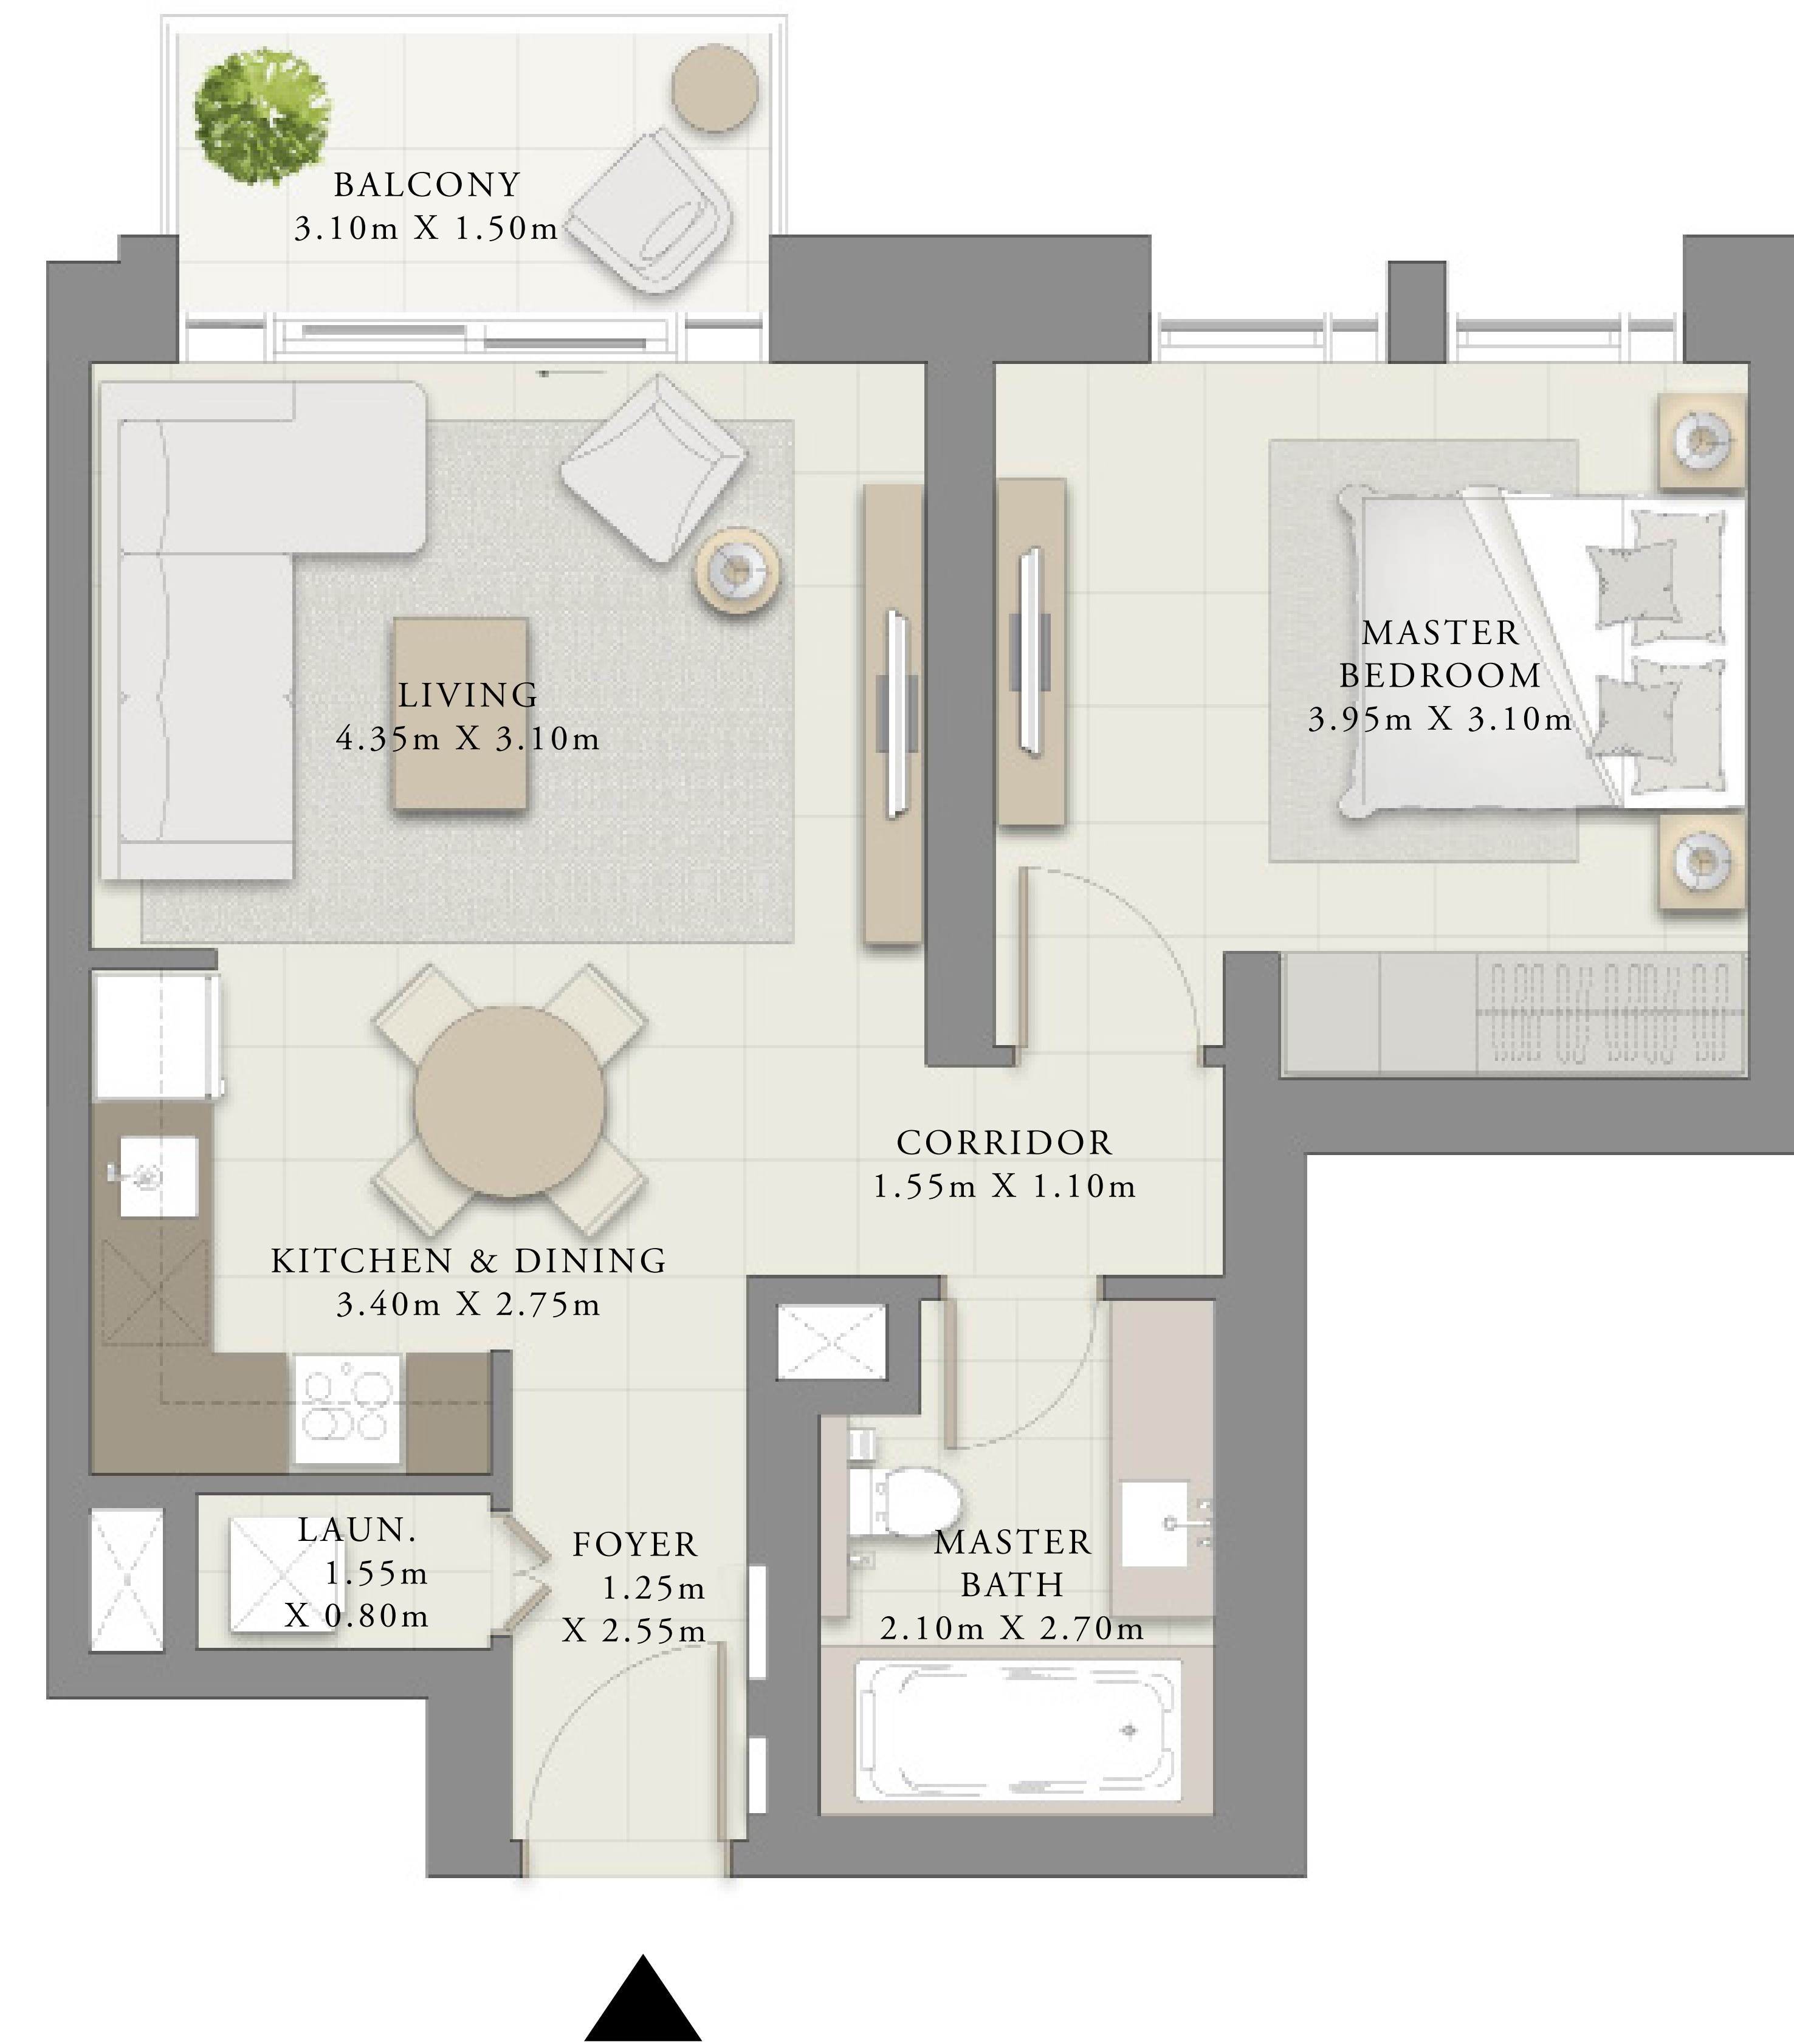 BALCONY
3.10m X 1.50m
LIVING
4.35m X 3.10m
MASTER
BEDROOM
3.95m X 3.10m
CORRIDOR
1.55m X 1.10m
KITCHEN & DINING
3.40m X 2.75m
LAUN.
1.55m
X 0.80m
FOYER
1.25m
X 2.55m
MASTER
BATH
2.10m X 2.70m